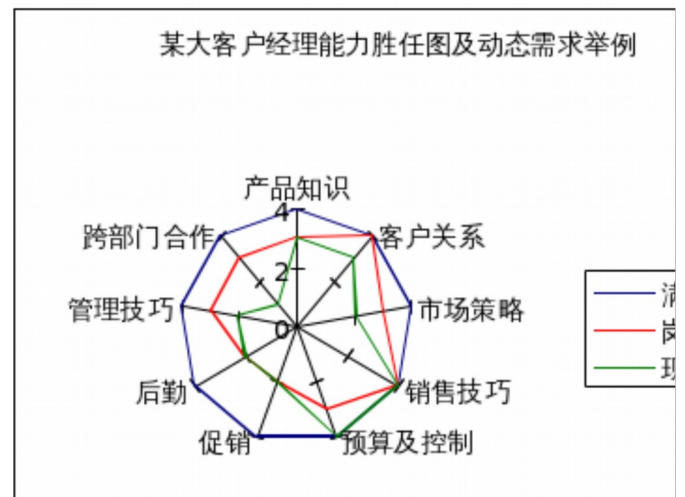 某大客户经理能力胜任图及动态需求举例
产品知识
4
跨部门合作
客户关系
2
管理技巧
市场策略
0
后勤
销售技巧
促销
预算及控制